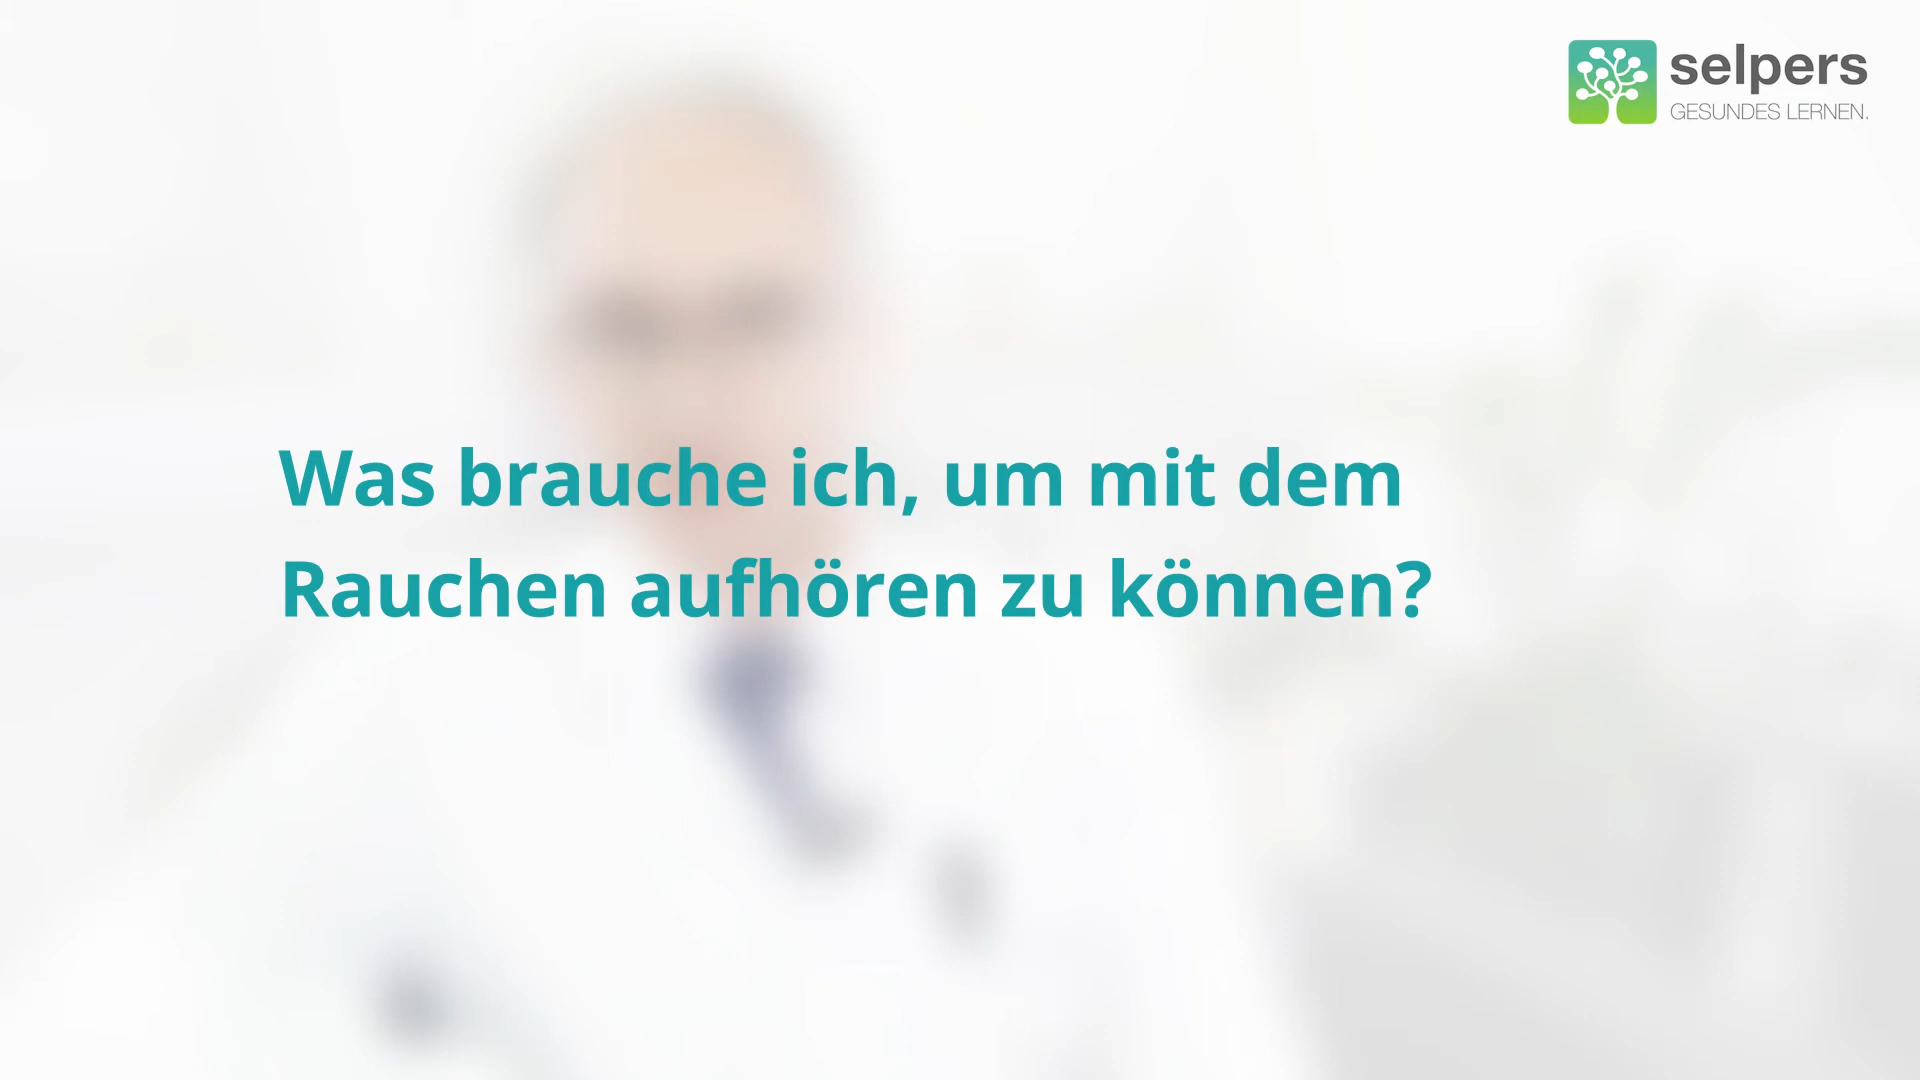 selpers
GESUNDES LERNEN.
Was brauche ich, um mit dem
Rauchen aufhören zu können?